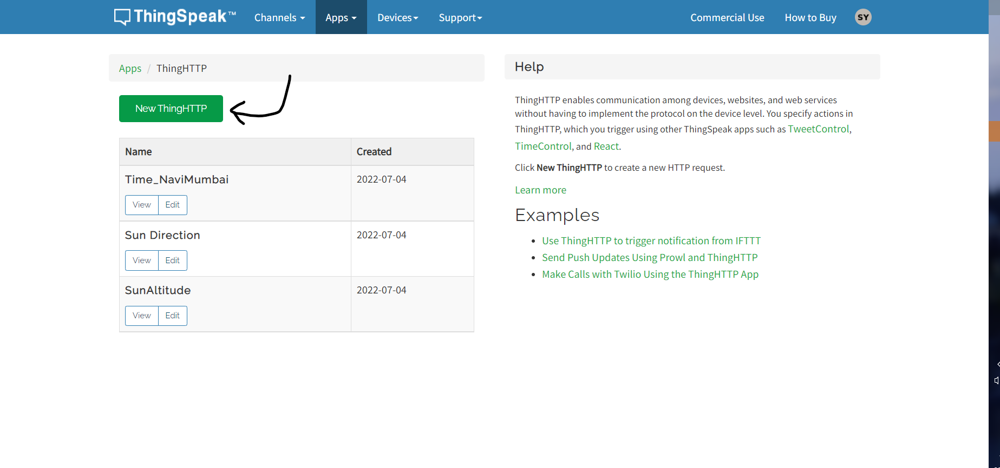 ThingSpeak™ Channels Apps Devices Support Commercial Use How to Buy SY
Apps / ThingHTTP
New ThingHTTP
Name Created
Time_NaviMumbai 2022-07-04
View Edit
Sun Direction 2022-07-04
View Edit
SunAltitude 2022-07-04
View Edit
Help
ThingHTTP enables communication among devices, websites, and web services
without having to implement the protocol on the device level. You specify actions in
ThingHTTP, which you trigger using other ThingSpeak apps such as TweetControl,
TimeControl, and React.
Click New ThingHTTP to create a new HTTP request.
Learn more
Examples
• Use ThingHTTP to trigger notification from IFTTT
• Send Push Updates Using Prowl and ThingHTTP
• Make Calls with Twilio Using the ThingHTTP App